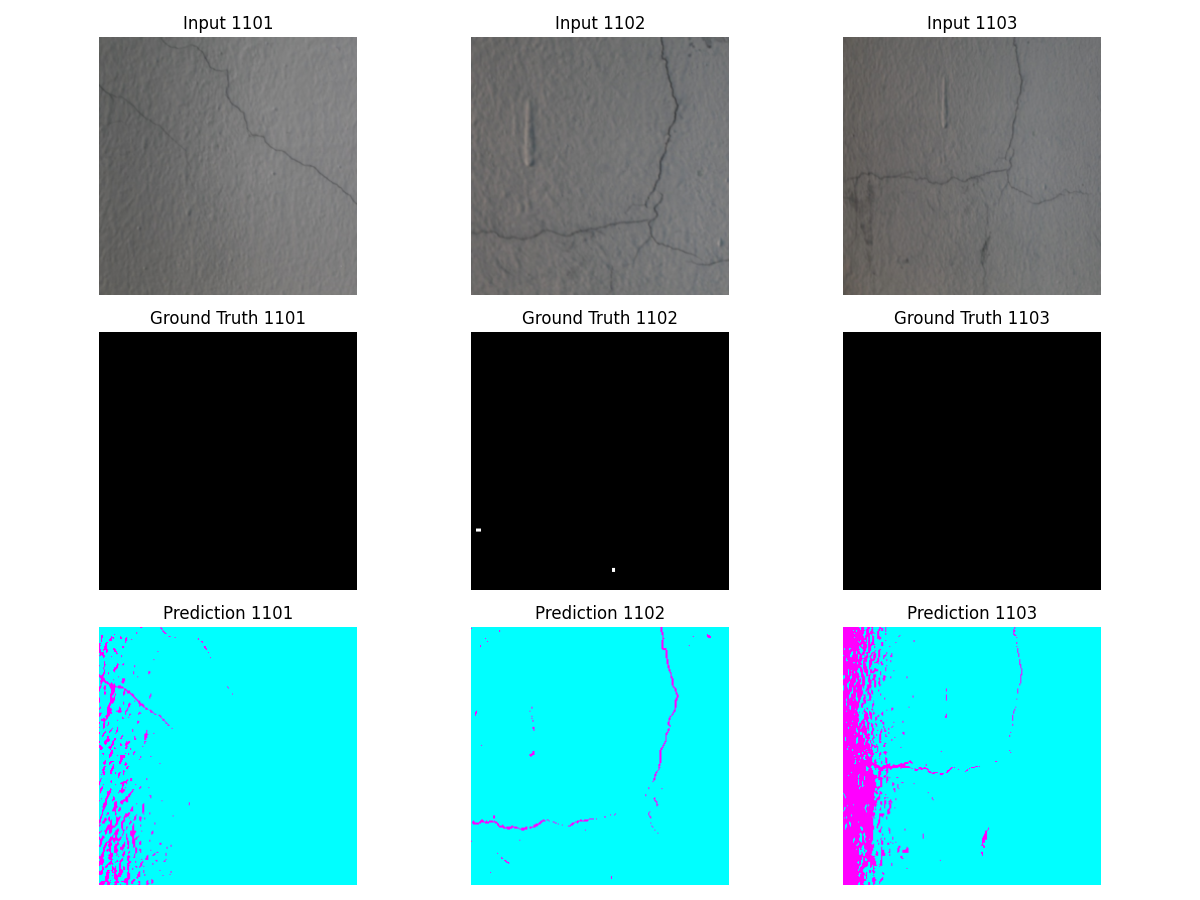 Input 1101
Input 1102
Input 1103
Ground Truth 1101
Ground Truth 1102
Ground Truth 1103
Prediction 1101
Prediction 1102
Prediction 1103